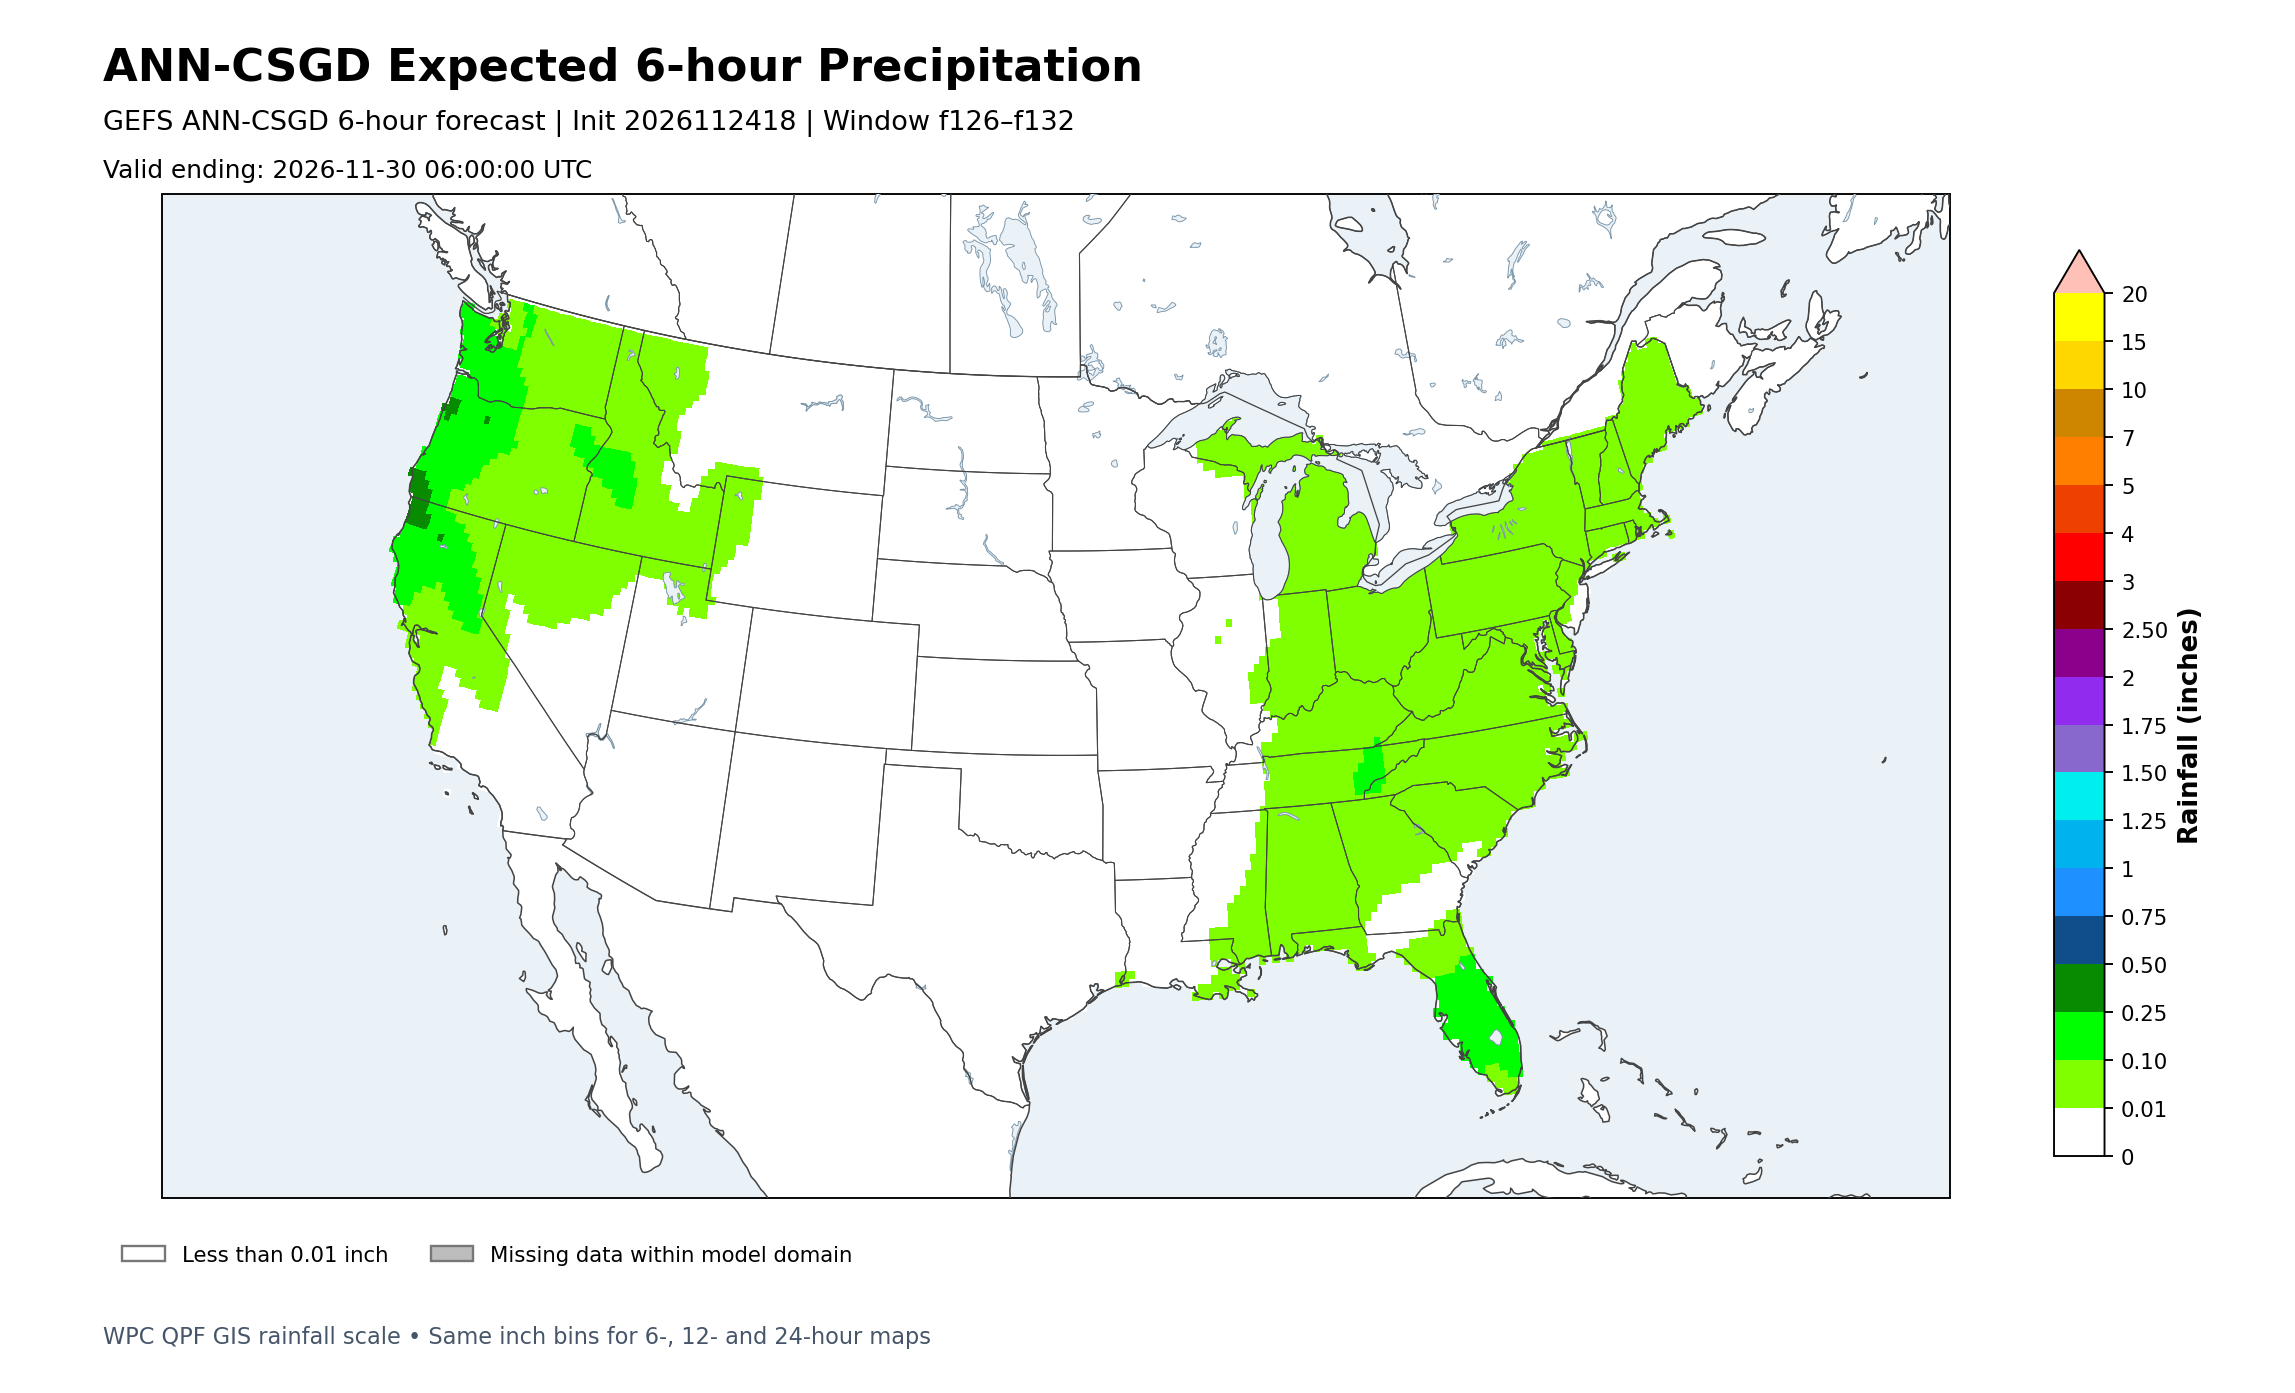 ANN-CSGD Expected 6-hour Precipitation
GEFS ANN-CSGD 6-hour forecast | Init 2026112418 | Window f126–f132
Valid ending: 2026-11-30 06:00:00 UTC
20
15
10
7
5
4
3
2.50
2
1.75
1.50
1.25
1
0.75
0.50
0.25
0.10
0.01
0
Rainfall (inches)
Less than 0.01 inch
Missing data within model domain
WPC QPF GIS rainfall scale • Same inch bins for 6-, 12- and 24-hour maps